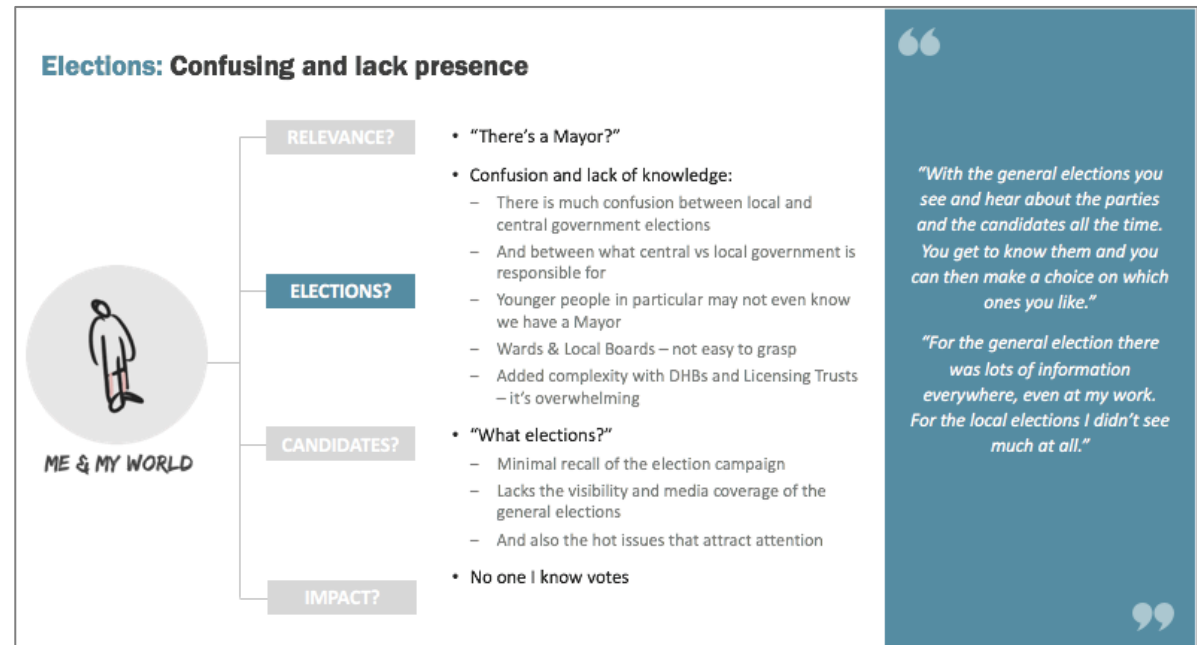 Elections: Confusing and lack presence
RELEVANCE?
ELECTIONS?
CANDIDATES?
IMPACT?
ME & MY WORLD
• “There’s a Mayor?”
• Confusion and lack of knowledge:
– There is much confusion between local and
central government elections
– And between what central vs local government is
responsible for
– Younger people in particular may not even know
we have a Mayor
– Wards & Local Boards – not easy to grasp
– Added complexity with DHBs and Licensing Trusts
– it’s overwhelming
• “What elections?”
– Minimal recall of the election campaign
– Lacks the visibility and media coverage of the
general elections
– And also the hot issues that attract attention
• No one I know votes
“
“With the general elections you
see and hear about the parties
and the candidates all the time.
You get to know them and you
can then make a choice on which
ones you like.”
“For the general election there
was lots of information
everywhere, even at my work.
For the local elections I didn’t see
much at all.”
”